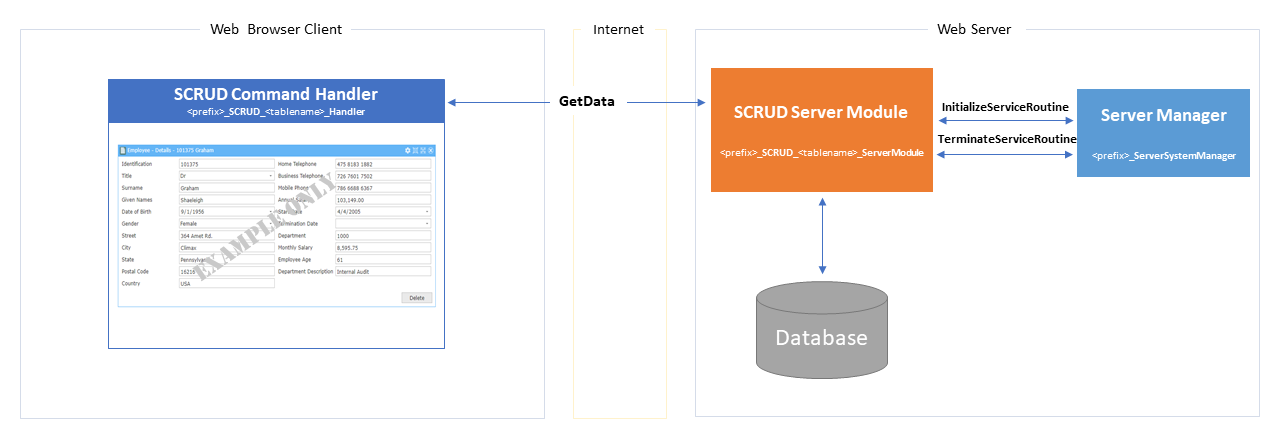 Web Browser Client
Internet
Web Server
SCRUD Command Handler
<prefix>_SCRUD_<tablename>_Handler
GetData
SCRUD Server Module
<prefix>_SCRUD_<tablename>_ServerModule
InitializeServiceRoutine
TerminateServiceRoutine
Server Manager
<prefix>_ServerSystemManager
Database
Employee - Details - 101375 Graham
Identification 101375 Home Telephone 475 8183 1882
Title Dr Business Telephone 726 7601 7502
Surname Graham Mobile Phone 786 6688 6367
Given Names Shaeleigh Annual Salary 103,149.00
Date of Birth 9/1/1956 Start Date 4/4/2005
Gender Female Termination Date
Street 364 Amet Rd. Department 1000
City Climax Monthly Salary 8,595.75
State Pennsylvania Employee Age 61
Postal Code 16216 Department Description Internal Audit
Country USA
Delete
EXAMPLE ONLY